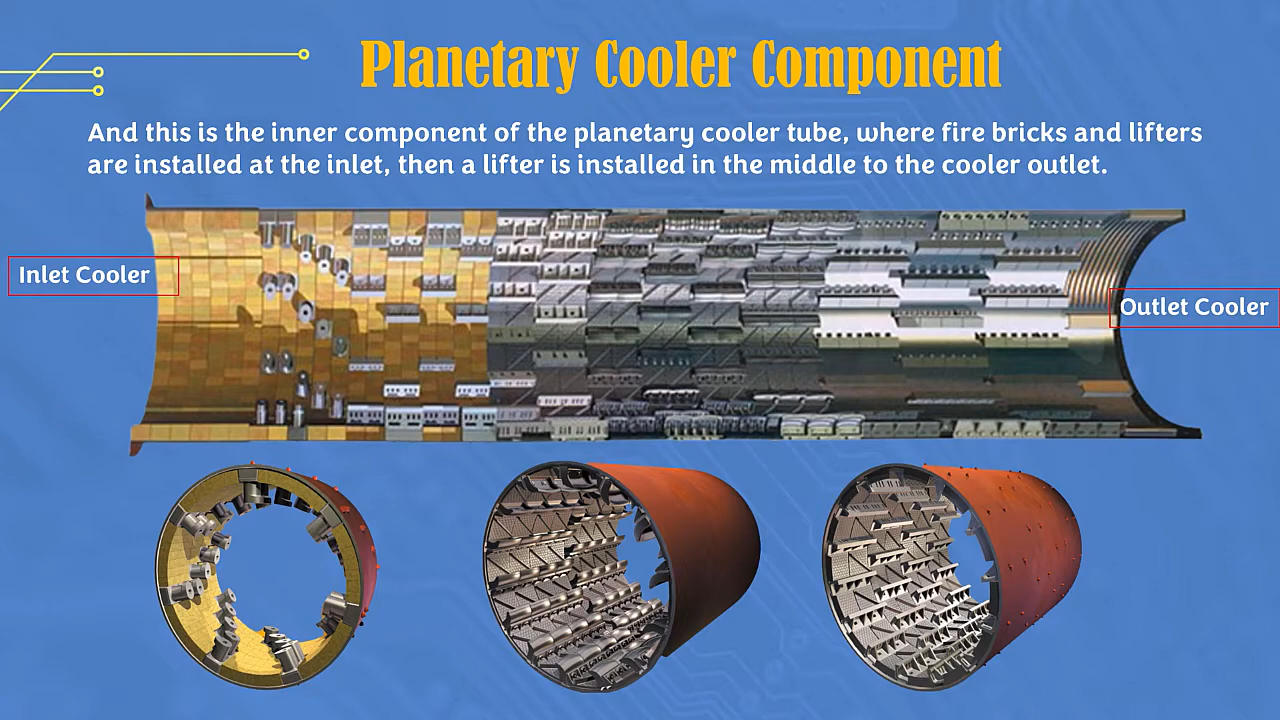 Planetary Cooler Component
And this is the inner component of the planetary cooler tube, where fire bricks and lifters
are installed at the inlet, then a lifter is installed in the middle to the cooler outlet.
Inlet Cooler
Outlet Cooler